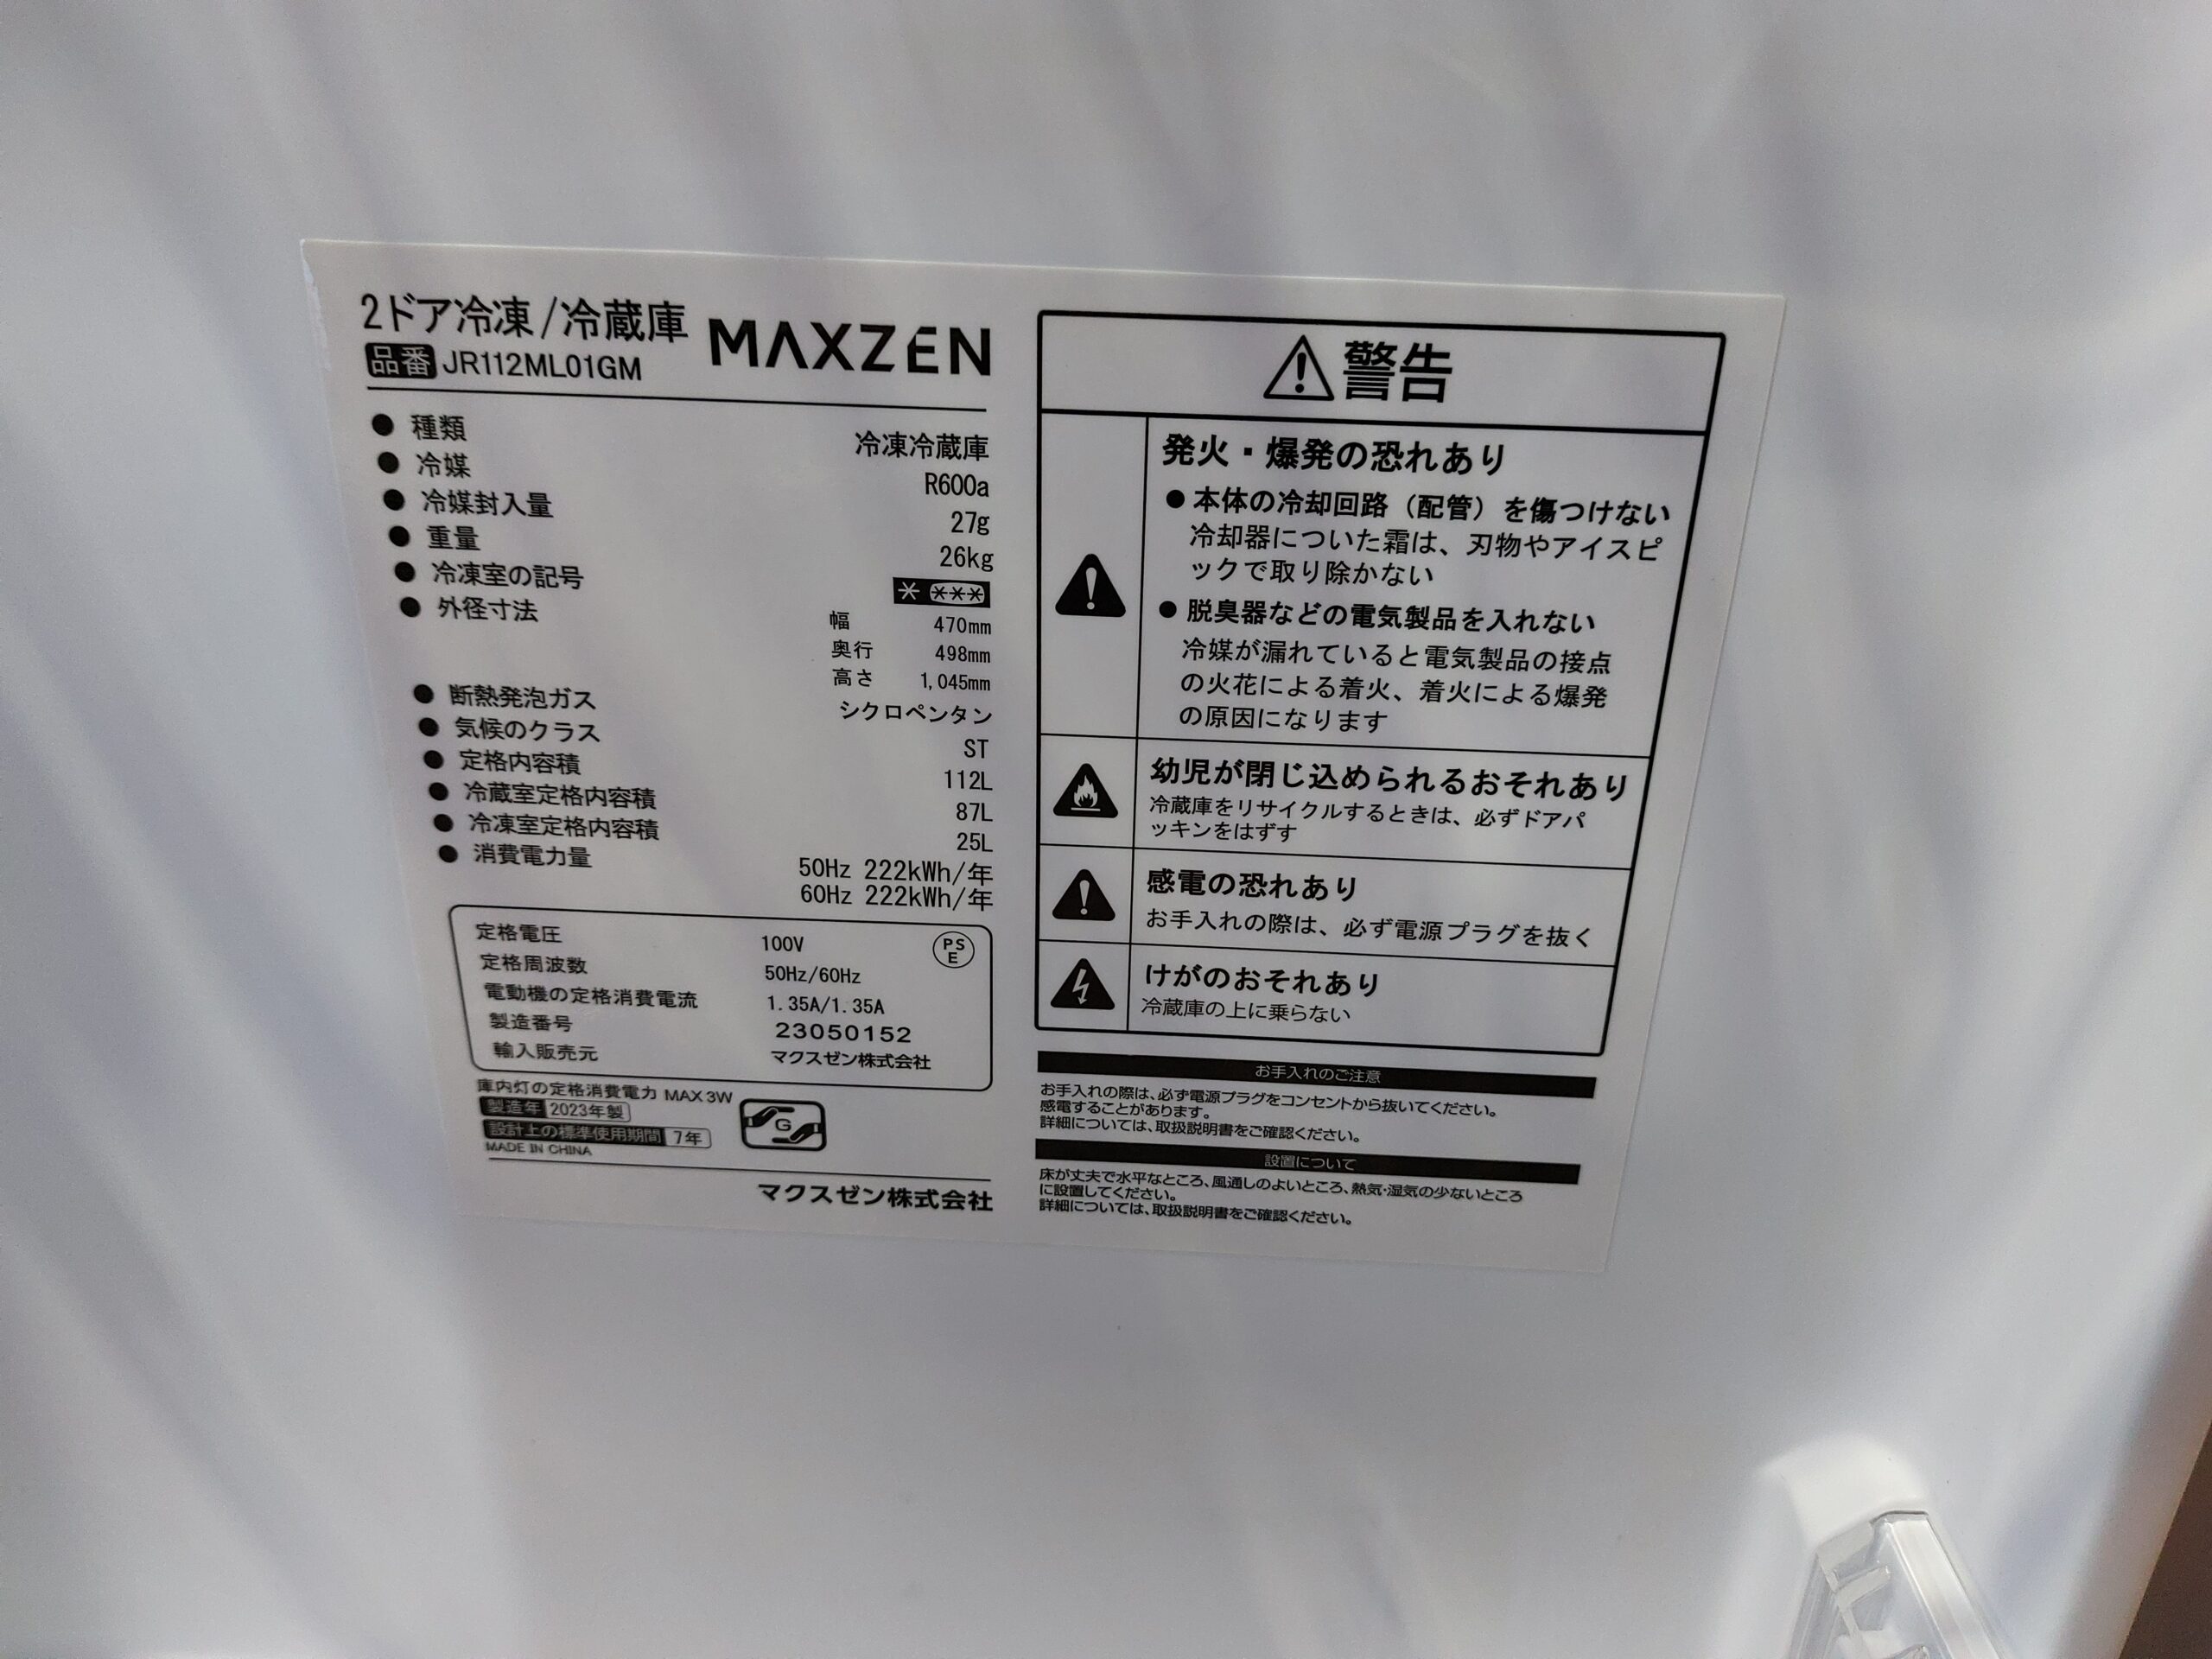 2ドア冷凍/冷蔵庫 MAXZEN
品番 JR112ML01GM
● 種類 冷凍冷蔵庫
● 冷媒 R600a
● 冷媒封入量 27g
● 重量 26kg
● 冷凍室の記号 * ***
● 外径寸法 幅 470mm
奥行 498mm
高さ 1,045mm
● 断熱発泡ガス シクロペンタン
● 気候のクラス ST
● 定格内容積 112L
● 冷蔵室定格内容積 87L
● 冷凍室定格内容積 25L
● 消費電力量 50Hz 222kWh/年
60Hz 222kWh/年
定格電圧 100V
PS
E
定格周波数 50Hz/60Hz
電動機の定格消費電流 1.35A/1.35A
製造番号 23050152
輸入販売元 マクスゼン株式会社
庫内灯の定格消費電力 MAX 3W
製造年 2023年製
設計上の標準使用期間 7年
G
MADE IN CHINA
マクスゼン株式会社
警告
発火・爆発の恐れあり
● 本体の冷却回路（配管）を傷つけない
冷却器についた霜は、刃物やアイスピ
ックで取り除かない
● 脱臭器などの電気製品を入れない
冷媒が漏れていると電気製品の接点
の火花による着火、着火による爆発
の原因になります
幼児が閉じ込められるおそれあり
冷蔵庫をリサイクルするときは、必ずドアパ
ッキンをはずす
感電の恐れあり
お手入れの際は、必ず電源プラグを抜く
けがのおそれあり
冷蔵庫の上に乗らない
お手入れのご注意
お手入れの際は、必ず電源プラグをコンセントから抜いてください。
感電することがあります。
詳細については、取扱説明書をご確認ください。
設置について
床が丈夫で水平なところ、風通しのよいところ、熱気・湿気の少ないところ
に設置してください。
詳細については、取扱説明書をご確認ください。